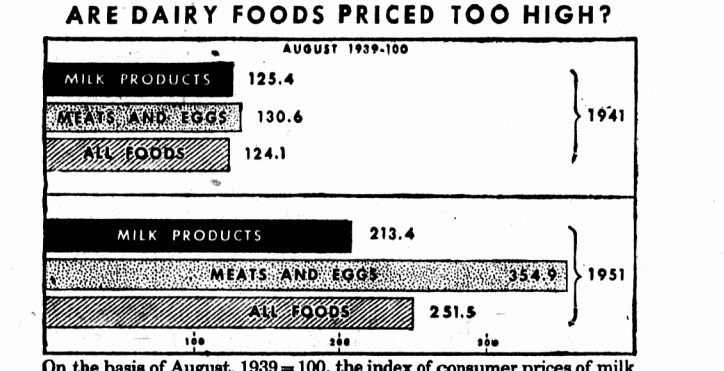 ARE DAIRY FOODS PRICED TOO HIGH?
AUGUST 1939-100
MILK PRODUCTS 125.4
MEATS AND EGGS 130.6
1941
ALL FOODS 124.1
MILK PRODUCTS 213.4
MEATS AND EGGS 354.9
1951
ALL FOODS 251.5
100 200 300
On the basis of August, 1939=100, the index of consumer prices of milk